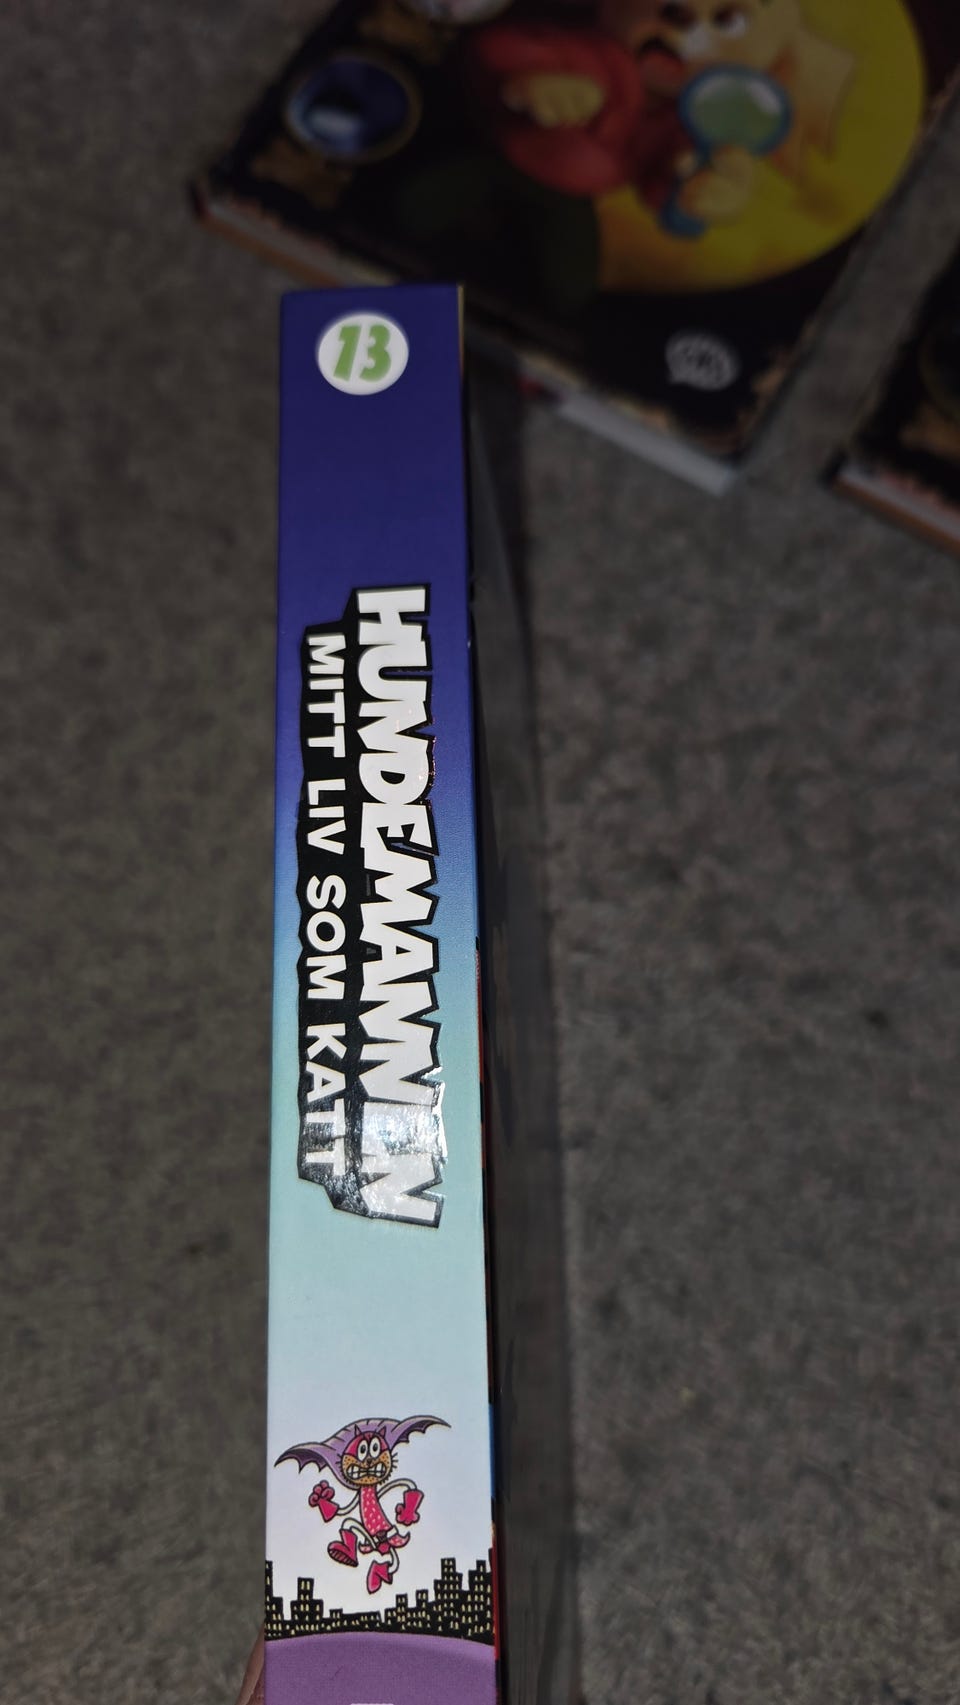 13
HUNDEMANNEN
MITT LIV SOM KATT